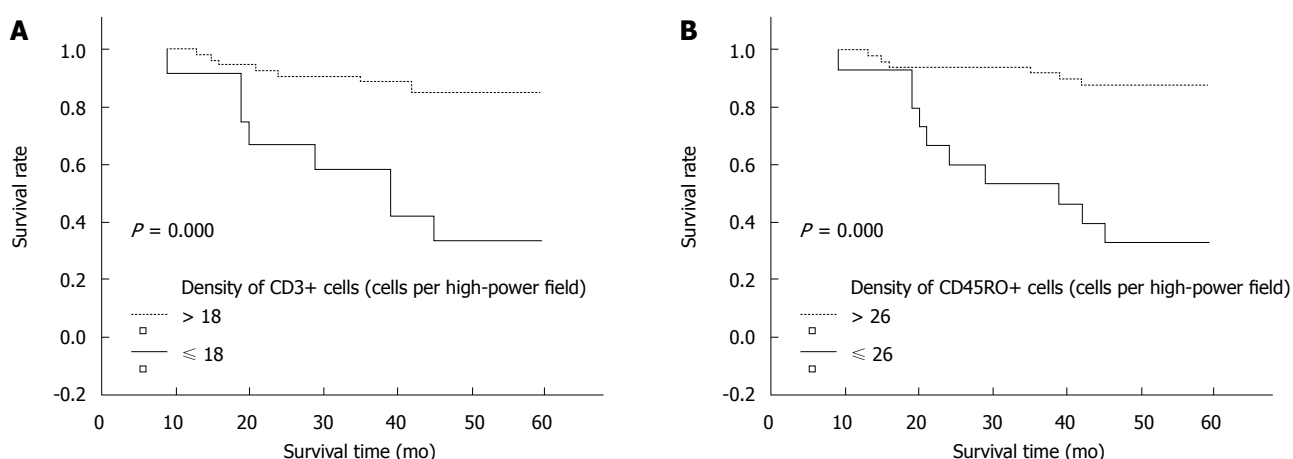 A
1.0
0.8
0.6
0.4
0.2
0.0
-0.2
Survival rate
P = 0.000
Density of CD3+ cells (cells per high-power field)
> 18
⩽ 18
0 10 20 30 40 50 60
Survival time (mo)
B
1.0
0.8
0.6
0.4
0.2
0.0
-0.2
Survival rate
P = 0.000
Density of CD45RO+ cells (cells per high-power field)
> 26
⩽ 26
0 10 20 30 40 50 60
Survival time (mo)